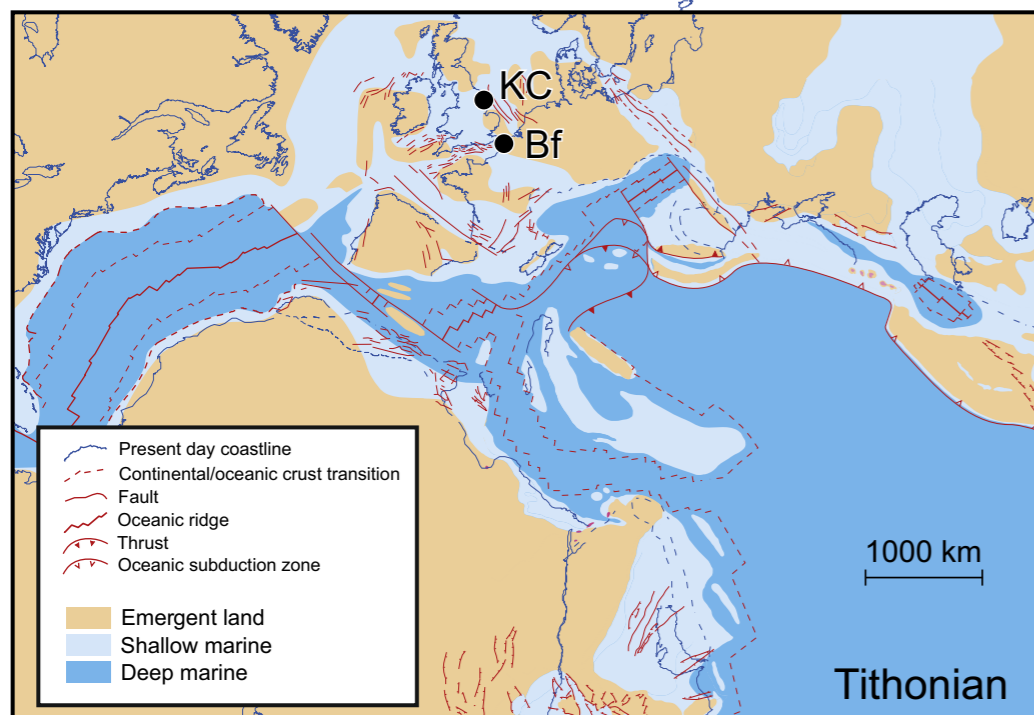 KC
Bf
Present day coastline
Continental/oceanic crust transition
Fault
Oceanic ridge
Thrust
Oceanic subduction zone
Emergent land
Shallow marine
Deep marine
1000 km
Tithonian